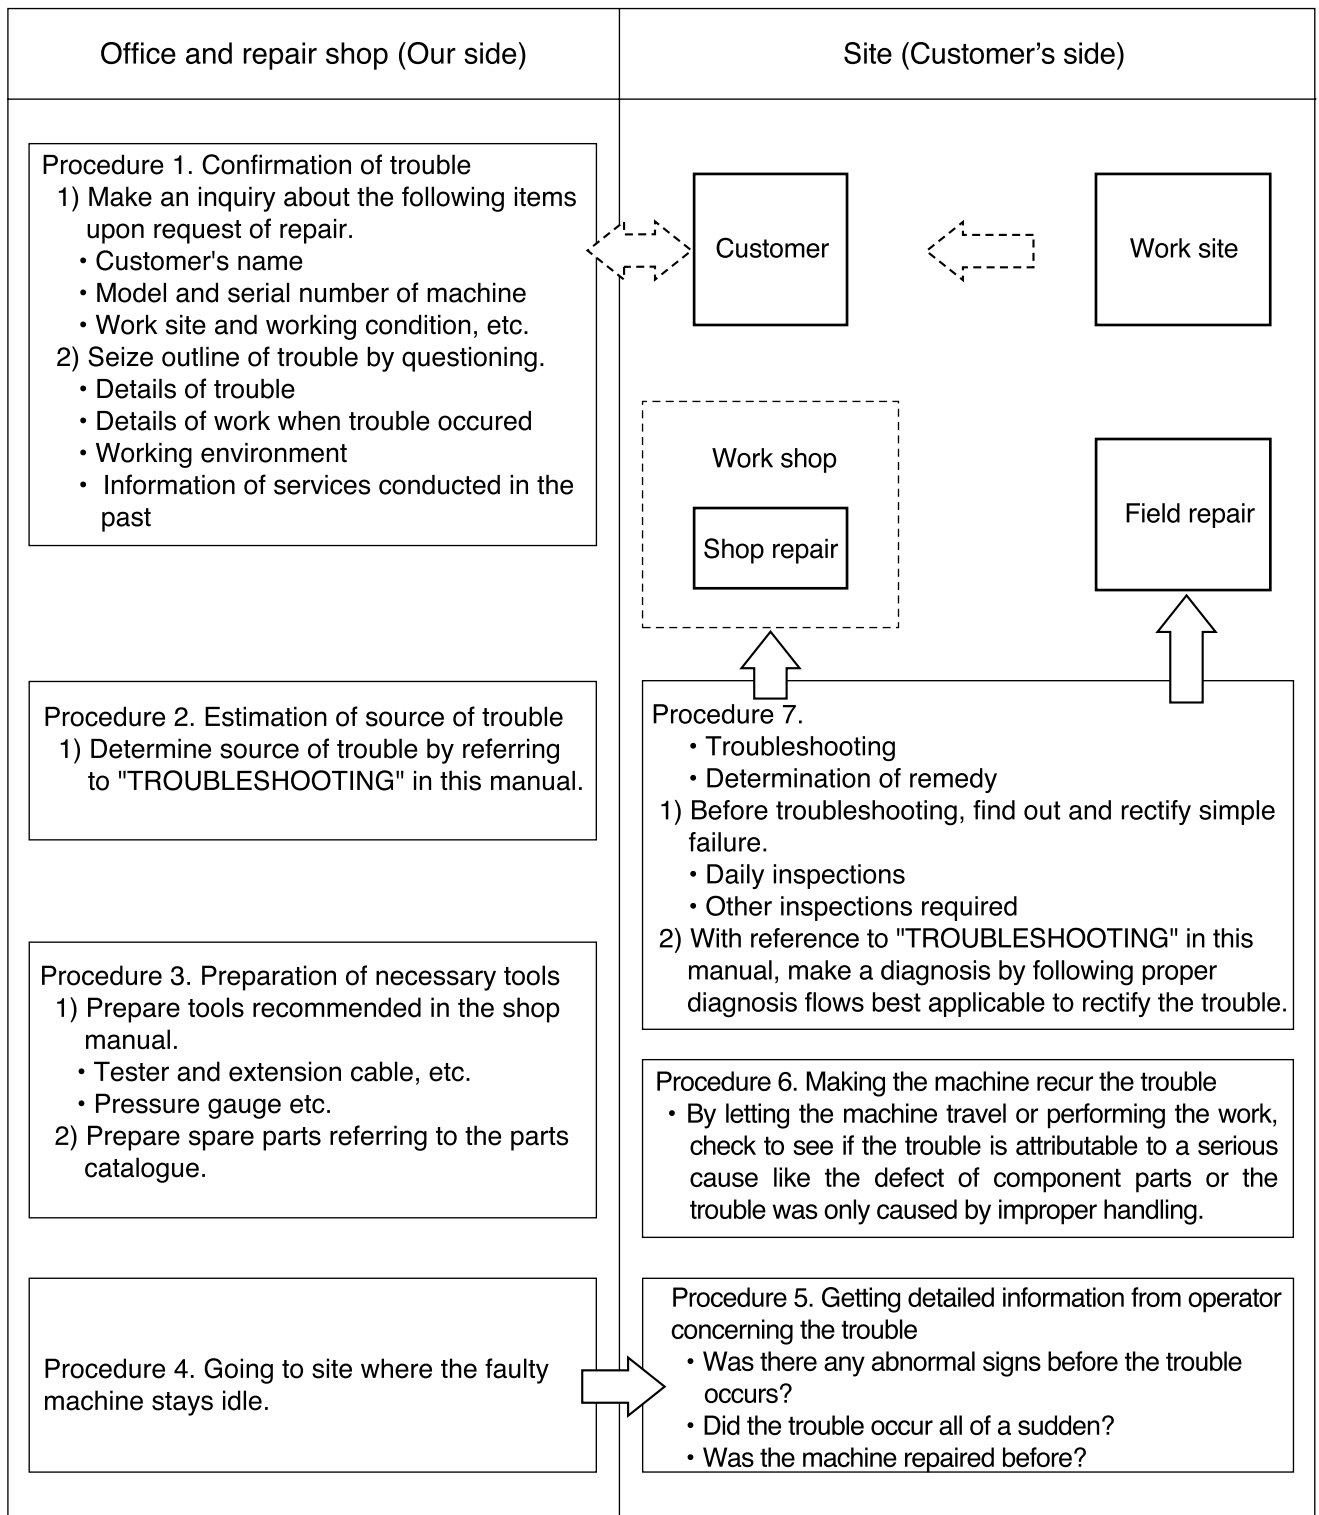 Office and repair shop (Our side)
Site (Customer's side)
Procedure 1. Confirmation of trouble
1) Make an inquiry about the following items
upon request of repair.
• Customer's name
• Model and serial number of machine
• Work site and working condition, etc.
2) Seize outline of trouble by questioning.
• Details of trouble
• Details of work when trouble occured
• Working environment
• Information of services conducted in the
past
Customer
Work site
Work shop
Shop repair
Field repair
Procedure 2. Estimation of source of trouble
1) Determine source of trouble by referring
to "TROUBLESHOOTING" in this manual.
Procedure 3. Preparation of necessary tools
1) Prepare tools recommended in the shop
manual.
• Tester and extension cable, etc.
• Pressure gauge etc.
2) Prepare spare parts referring to the parts
catalogue.
Procedure 4. Going to site where the faulty
machine stays idle.
Procedure 7.
• Troubleshooting
• Determination of remedy
1) Before troubleshooting, find out and rectify simple
failure.
• Daily inspections
• Other inspections required
2) With reference to "TROUBLESHOOTING" in this
manual, make a diagnosis by following proper
diagnosis flows best applicable to rectify the trouble.
Procedure 6. Making the machine recur the trouble
• By letting the machine travel or performing the work,
check to see if the trouble is attributable to a serious
cause like the defect of component parts or the
trouble was only caused by improper handling.
Procedure 5. Getting detailed information from operator
concerning the trouble
• Was there any abnormal signs before the trouble
occurs?
• Did the trouble occur all of a sudden?
• Was the machine repaired before?